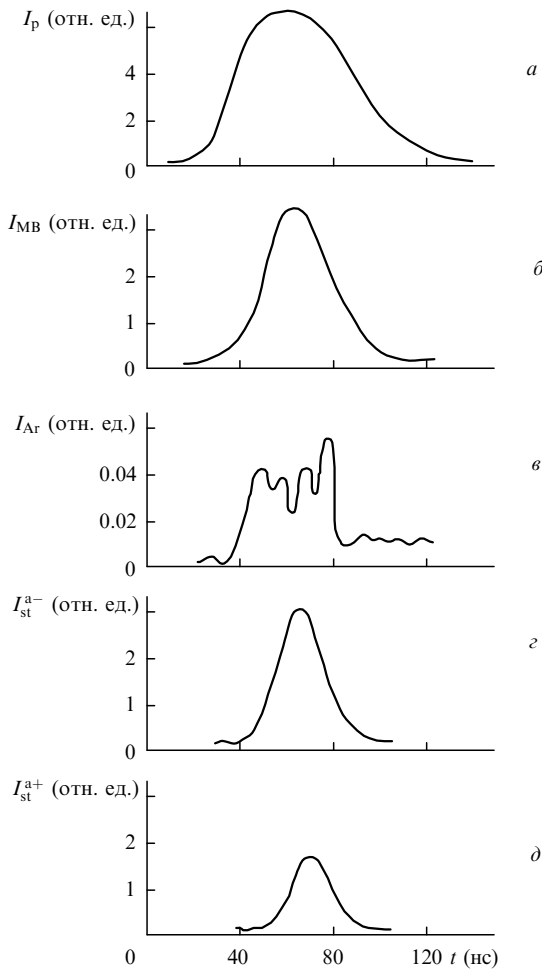 I_p (отн. ед.)
4
2
0
а
I_MB (отн. ед.)
2
1
0
б
I_Ar (отн. ед.)
0.04
0.02
0
в
I_st^a− (отн. ед.)
2
1
0
г
I_st^a+ (отн. ед.)
2
1
д
0 40 80 120 t (нс)